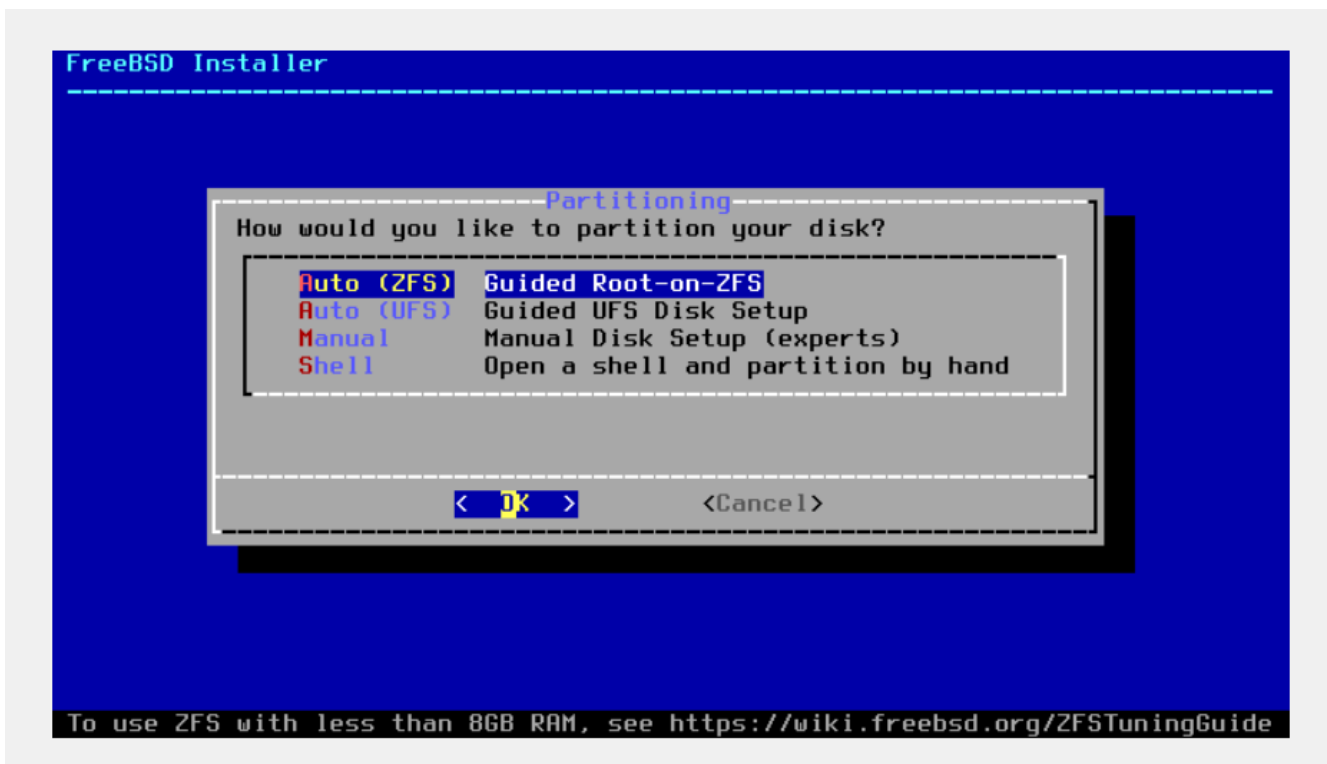 FreeBSD Installer
Partitioning
How would you like to partition your disk?
Auto (ZFS) Guided Root-on-ZFS
Auto (UFS) Guided UFS Disk Setup
Manual Manual Disk Setup (experts)
Shell Open a shell and partition by hand
< OK > <Cancel>
To use ZFS with less than 8GB RAM, see https://wiki.freebsd.org/ZFSTuningGuide